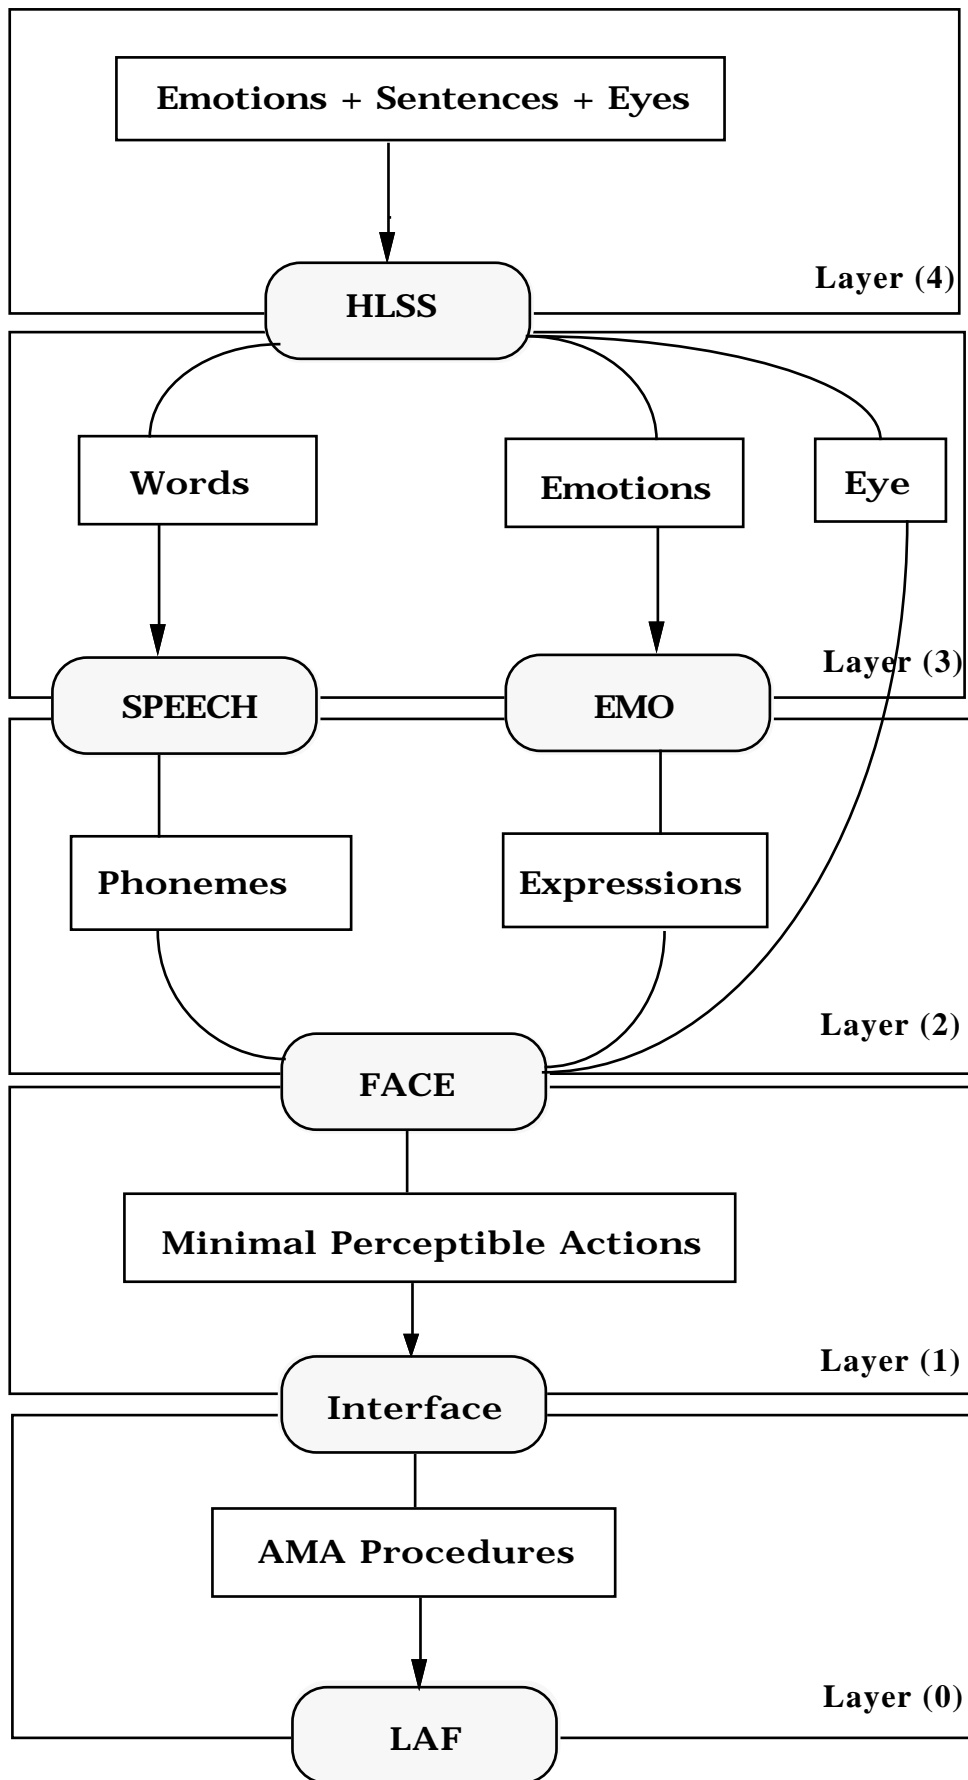 Emotions + Sentences + Eyes
Layer (4)
HLSS
Words
Emotions
Eye
Layer (3)
SPEECH
EMO
Phonemes
Expressions
Layer (2)
FACE
Minimal Perceptible Actions
Layer (1)
Interface
AMA Procedures
Layer (0)
LAF